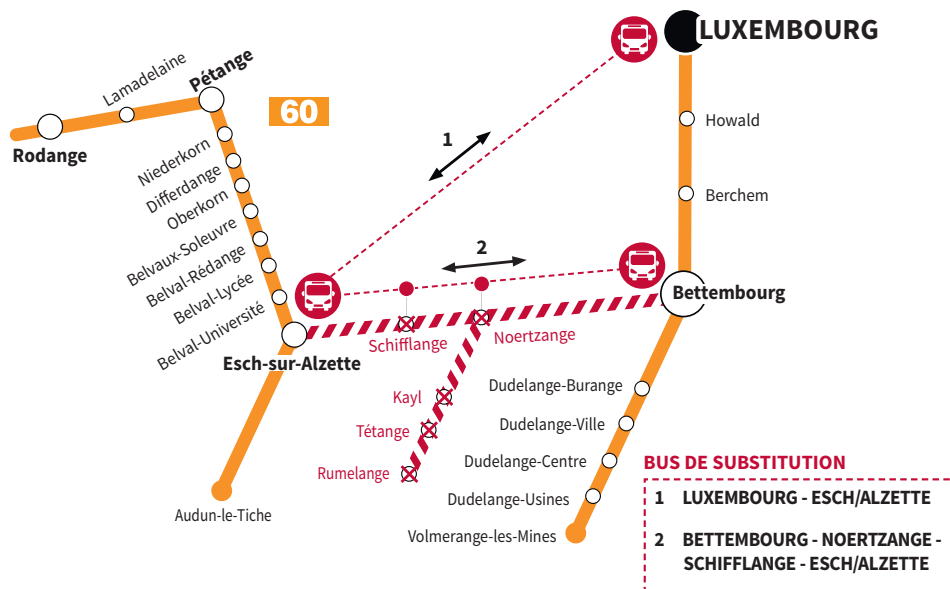 LUXEMBOURG
Lamadelaine
Pétange
60
Rodange
Howald
1
Niederkorn
Differdange
Oberkorn
Berchem
Belvaux-Soleuvre
Belval-Rédange
2
Belval-Lycée
Belval-Université
Bettembourg
Schifflange
Noertzange
Esch-sur-Alzette
Kayl
Dudelange-Burange
Tétange
Dudelange-Ville
Rumelange
Dudelange-Centre
Dudelange-Usines
Audun-le-Tiche
Volmerange-les-Mines
BUS DE SUBSTITUTION
1 LUXEMBOURG - ESCH/ALZETTE
2 BETTEMBOURG - NOERTZANGE -
SCHIFFLANGE - ESCH/ALZETTE